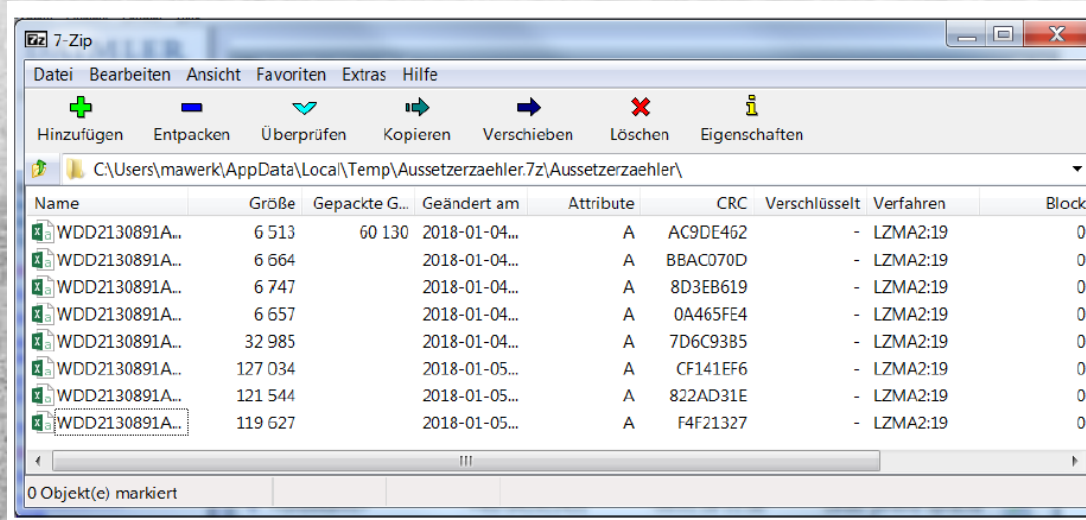 7z 7-Zip
Datei Bearbeiten Ansicht Favoriten Extras Hilfe
Hinzufügen Entpacken Überprüfen Kopieren Verschieben Löschen Eigenschaften
C:\Users\mawerk\AppData\Local\Temp\Aussetzerzaehler.7z\Aussetzerzaehler\
Name Größe Gepackte G... Geändert am Attribute CRC Verschlüsselt Verfahren Block
WDD2130891A... 6 513 60 130 2018-01-04... A AC9DE462 - LZMA2:19 0
WDD2130891A... 6 664 2018-01-04... A BBAC070D - LZMA2:19 0
WDD2130891A... 6 747 2018-01-04... A 8D3EB619 - LZMA2:19 0
WDD2130891A... 6 657 2018-01-04... A 0A465FE4 - LZMA2:19 0
WDD2130891A... 32 985 2018-01-04... A 7D6C93B5 - LZMA2:19 0
WDD2130891A... 127 034 2018-01-05... A CF141EF6 - LZMA2:19 0
WDD2130891A... 121 544 2018-01-05... A 822AD31E - LZMA2:19 0
WDD2130891A... 119 627 2018-01-05... A F4F21327 - LZMA2:19 0
0 Objekt(e) markiert